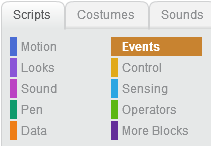 Scripts Costumes Sounds
Motion Events
Looks Control
Sound Sensing
Pen Operators
Data More Blocks